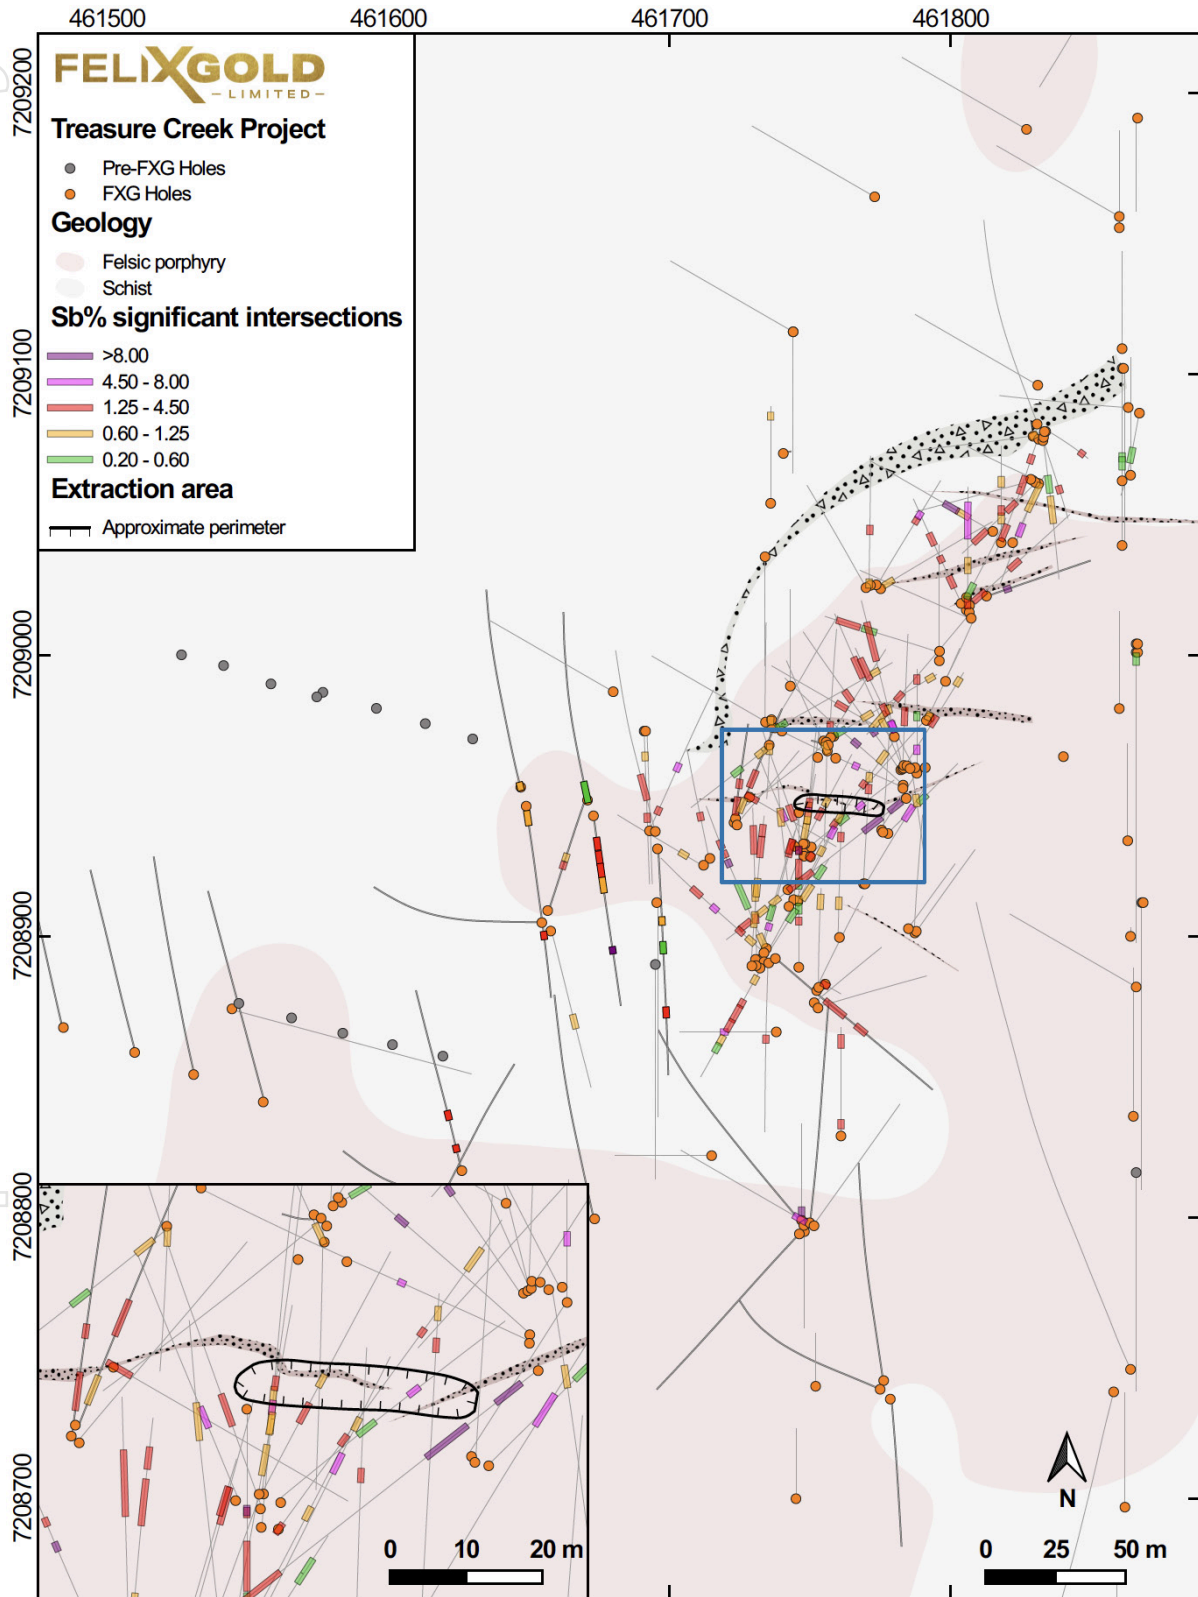 461500 461600 461700 461800
7209200
FELIXGOLD
LIMITED
Treasure Creek Project
Pre-FXG Holes
FXG Holes
Geology
Felsic porphyry
Schist
Sb% significant intersections
>8.00
4.50 - 8.00
1.25 - 4.50
0.60 - 1.25
0.20 - 0.60
Extraction area
Approximate perimeter
7209100
7209000
7208900
7208800
7208700
N
0 10 20 m
0 25 50 m